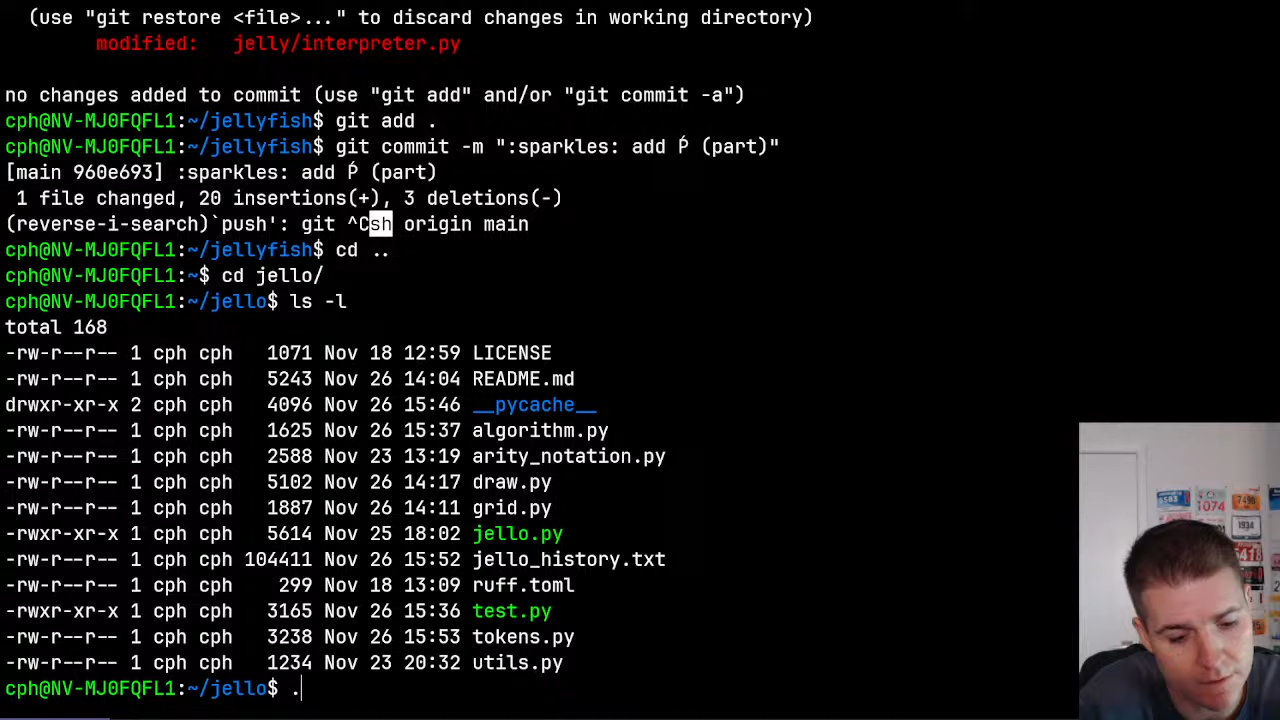 (use "git restore <file>..." to discard changes in working directory)
        modified:   jelly/interpreter.py

no changes added to commit (use "git add" and/or "git commit -a")
cph@NV-MJ0FQFL1:~/jellyfish$ git add .
cph@NV-MJ0FQFL1:~/jellyfish$ git commit -m ":sparkles: add Ṕ (part)"
[main 960e693] :sparkles: add Ṕ (part)
 1 file changed, 20 insertions(+), 3 deletions(-)
(reverse-i-search)`push': git ^Csh origin main
cph@NV-MJ0FQFL1:~/jellyfish$ cd ..
cph@NV-MJ0FQFL1:~$ cd jello/
cph@NV-MJ0FQFL1:~/jello$ ls -l
total 168
-rw-r--r-- 1 cph cph   1071 Nov 18 12:59 LICENSE
-rw-r--r-- 1 cph cph   5243 Nov 26 14:04 README.md
drwxr-xr-x 2 cph cph   4096 Nov 26 15:46 __pycache__
-rw-r--r-- 1 cph cph   1625 Nov 26 15:37 algorithm.py
-rw-r--r-- 1 cph cph   2588 Nov 23 13:19 arity_notation.py
-rw-r--r-- 1 cph cph   5102 Nov 26 14:17 draw.py
-rw-r--r-- 1 cph cph   1887 Nov 26 14:11 grid.py
-rwxr-xr-x 1 cph cph   5614 Nov 25 18:02 jello.py
-rw-r--r-- 1 cph cph 104411 Nov 26 15:52 jello_history.txt
-rw-r--r-- 1 cph cph    299 Nov 18 13:09 ruff.toml
-rwxr-xr-x 1 cph cph   3165 Nov 26 15:36 test.py
-rw-r--r-- 1 cph cph   3238 Nov 26 15:53 tokens.py
-rw-r--r-- 1 cph cph   1234 Nov 23 20:32 utils.py
cph@NV-MJ0FQFL1:~/jello$ .
1934